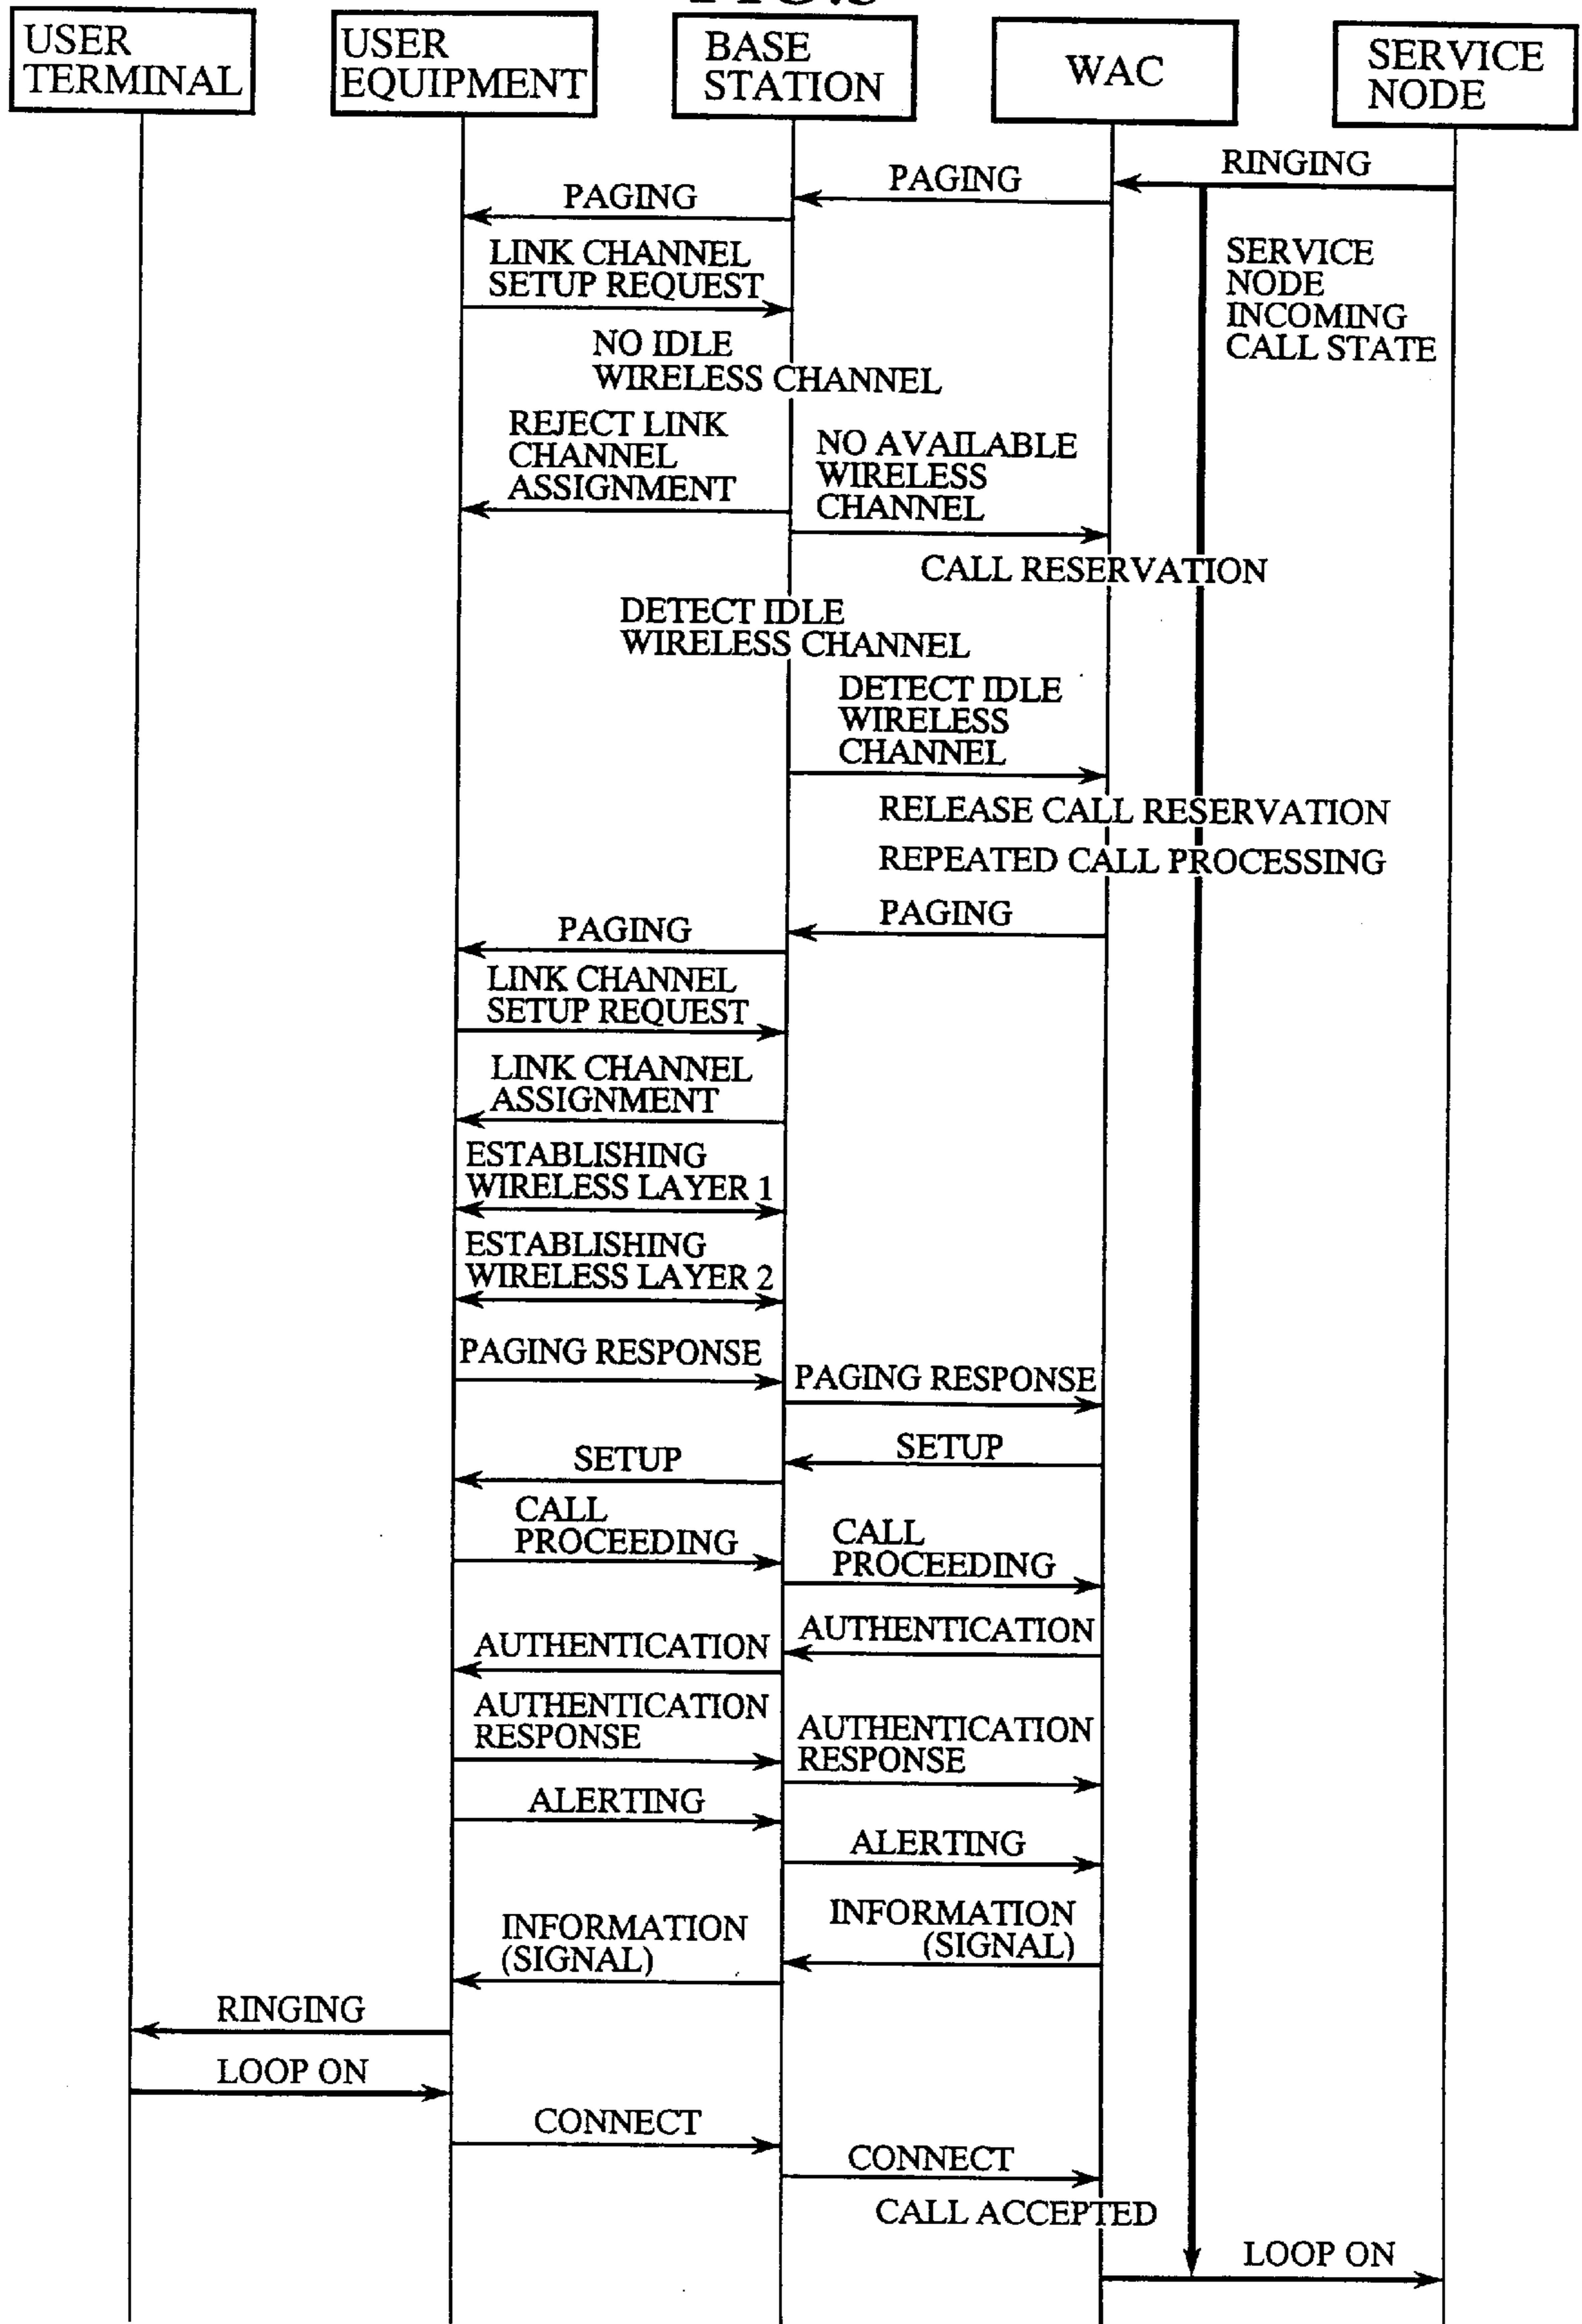 USER
TERMINAL
USER
EQUIPMENT
BASE
STATION
WAC
SERVICE
NODE
RINGING
PAGING
PAGING
SERVICE
NODE
INCOMING
CALL STATE
LINK CHANNEL
SETUP REQUEST
NO IDLE
WIRELESS CHANNEL
REJECT LINK
CHANNEL
ASSIGNMENT
NO AVAILABLE
WIRELESS
CHANNEL
CALL RESERVATION
DETECT IDLE
WIRELESS CHANNEL
DETECT IDLE
WIRELESS
CHANNEL
RELEASE CALL RESERVATION
REPEATED CALL PROCESSING
PAGING
PAGING
LINK CHANNEL
SETUP REQUEST
LINK CHANNEL
ASSIGNMENT
ESTABLISHING
WIRELESS LAYER 1
ESTABLISHING
WIRELESS LAYER 2
PAGING RESPONSE
PAGING RESPONSE
SETUP
SETUP
CALL
PROCEEDING
CALL
PROCEEDING
AUTHENTICATION
AUTHENTICATION
AUTHENTICATION
RESPONSE
AUTHENTICATION
RESPONSE
ALERTING
ALERTING
INFORMATION
(SIGNAL)
INFORMATION
(SIGNAL)
RINGING
LOOP ON
CONNECT
CONNECT
CALL ACCEPTED
LOOP ON